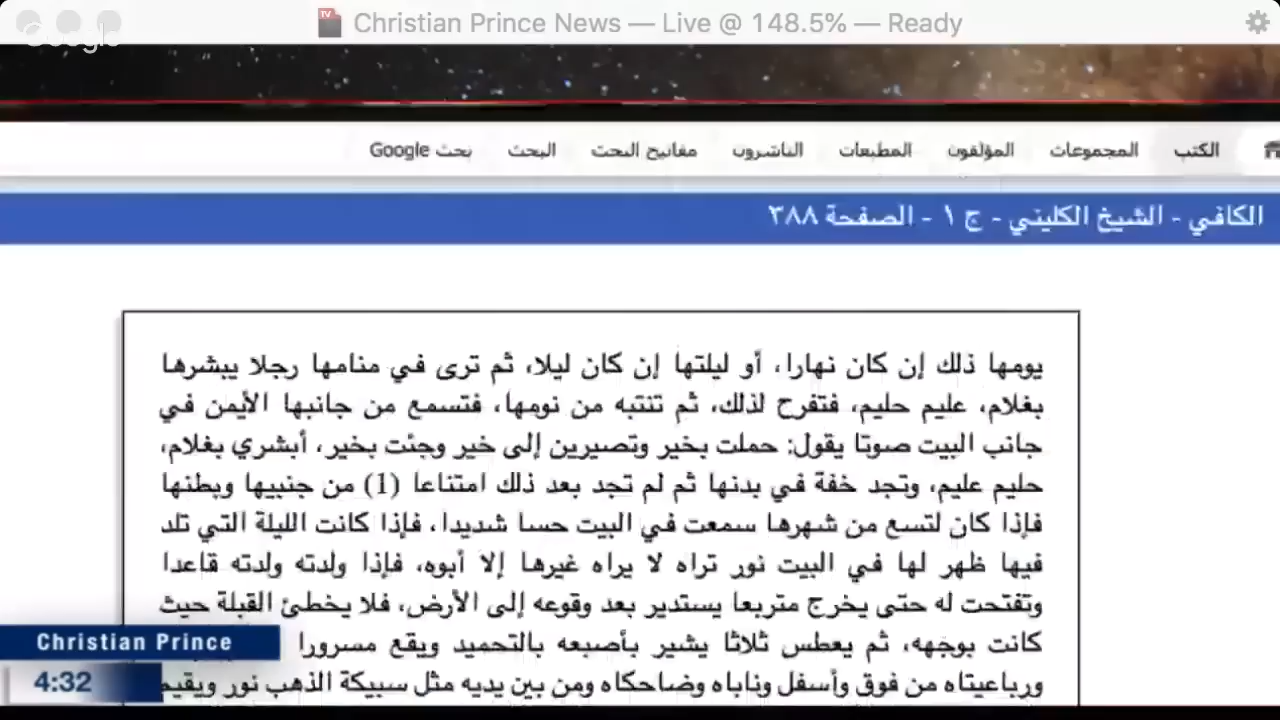 Christian Prince News — Live @ 148.5% — Ready
Google
الكتب المجموعات المؤلفون المطبعات الناشرون مفاتيح البحث البحث بحث Google
الكافي - الشيخ الكليني - ج ١ - الصفحة ٣٨٨
يومها ذلك إن كان نهارا، أو ليلتها إن كان ليلا، ثم ترى في منامها رجلا يبشرها
بغلام، عليم حليم، فتفرح لذلك، ثم تنتبه من نومها، فتسمع من جانبها الأيمن في
جانب البيت صوتا يقول: حملت بخير وتصيرين إلى خير وجئت بخير، أبشري بغلام،
حليم عليم، وتجد خفة في بدنها ثم لم تجد بعد ذلك امتناعا (1) من جنبيها وبطنها
فإذا كان لتسع من شهرها سمعت في البيت حسا شديدا، فإذا كانت الليلة التي تلد
فيها ظهر لها في البيت نور تراه لا يراه غيرها إلا أبوه، فإذا ولدته ولدته قاعدا
وتفتحت له حتى يخرج متربعا يستدير بعد وقوعه إلى الأرض، فلا يخطئ القبلة حيث
كانت بوجهه، ثم يعطس ثلاثا يشير بأصبعه بالتحميد ويقع مسرورا
ورباعيتاه من فوق وأسفل وناباه وضاحكاه ومن بين يديه مثل سبيكة الذهب نور ويقيم
Christian Prince
4:32